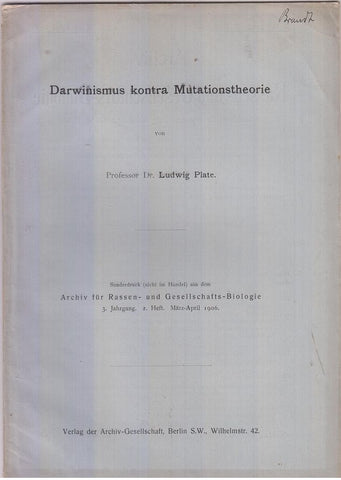 Brandt
Darwinismus kontra Mutationstheorie
von
Professor Dr. Ludwig Plate.
Sonderdruck (nicht im Handel) aus dem
Archiv für Rassen- und Gesellschafts-Biologie
3. Jahrgang. 2. Heft. März-April 1906.
Verlag der Archiv-Gesellschaft, Berlin S.W., Wilhelmstr. 42.